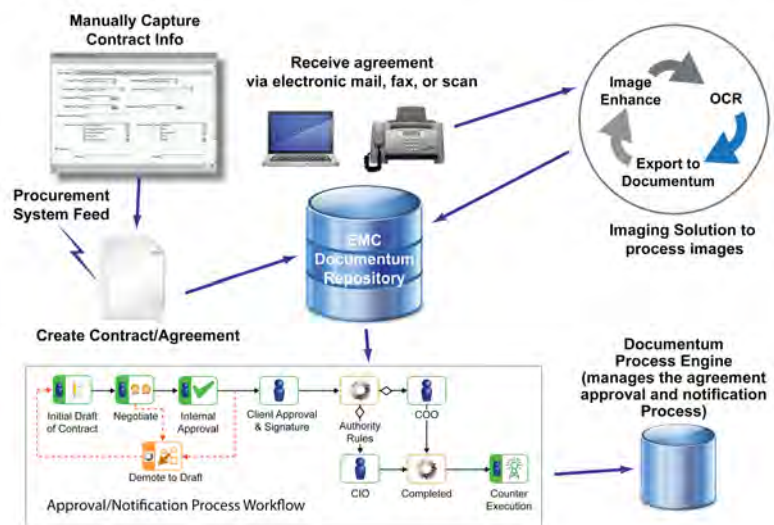 Manually Capture
Contract Info
Receive agreement
via electronic mail, fax, or scan
Image
Enhance
OCR
Export to
Documentum
Imaging Solution to
process images
Procurement
System Feed
EMC
Documentum
Repository
Create Contract/Agreement
Documentum
Process Engine
(manages the agreement
approval and notification
Process)
Initial Draft
of Contract
Negotiate
Internal
Approval
Client Approval
& Signature
Authority
Rules
COO
Demote to Draft
CIO
Completed
Counter
Execution
Approval/Notification Process Workflow